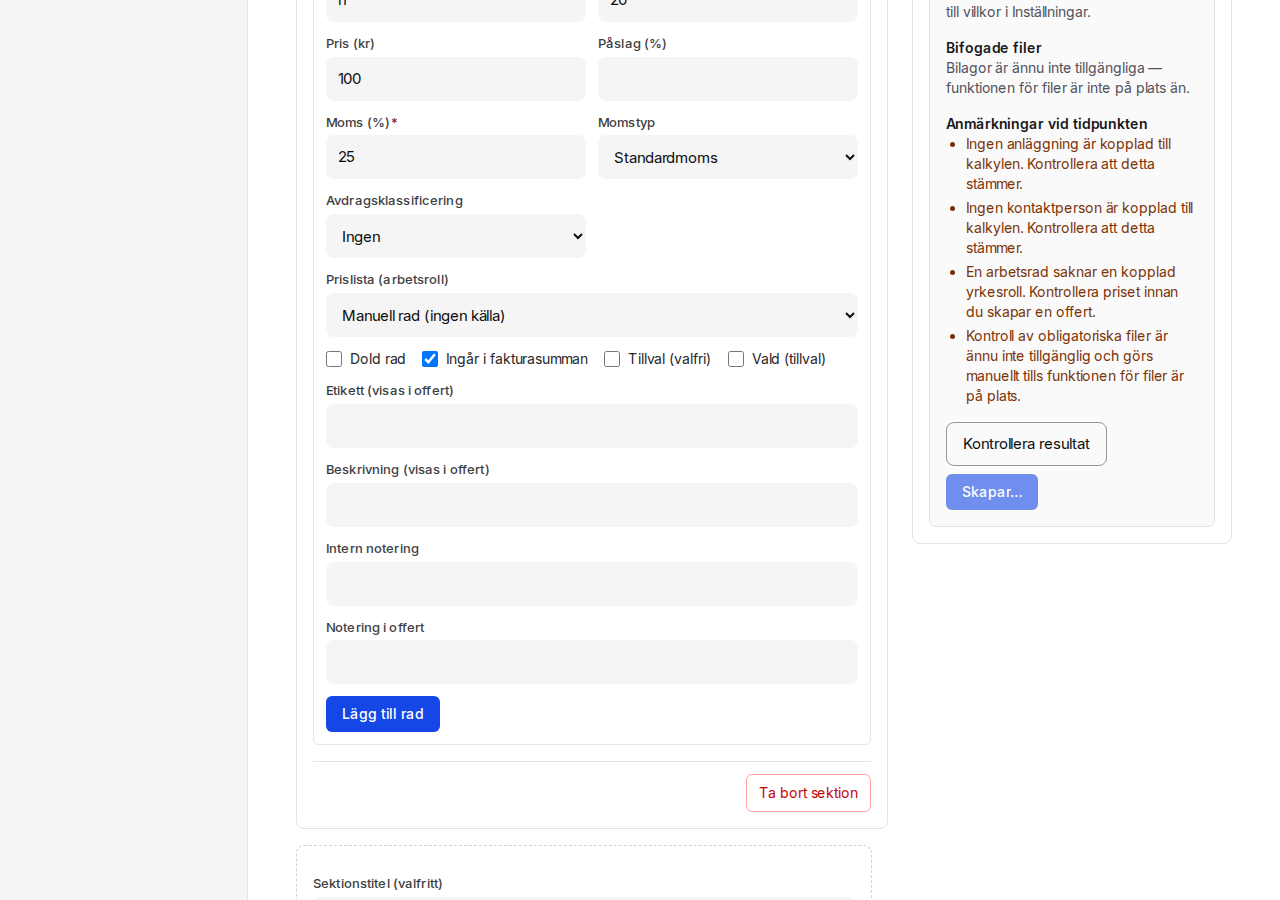 20
Pris (kr)
Påslag (%)
100
Moms (%)*
Momstyp
25
Standardmoms
Avdragsklassificering
Ingen
Prislista (arbetsroll)
Manuell rad (ingen källa)
Dold rad
Ingår i fakturasumman
Tillval (valfri)
Vald (tillval)
Etikett (visas i offert)
Beskrivning (visas i offert)
Intern notering
Notering i offert
Lägg till rad
Ta bort sektion
Sektionstitel (valfritt)
till villkor i Inställningar.
Bifogade filer
Bilagor är ännu inte tillgängliga —
funktionen för filer är inte på plats än.
Anmärkningar vid tidpunkten
Ingen anläggning är kopplad till
kalkylen. Kontrollera att detta
stämmer.
Ingen kontaktperson är kopplad till
kalkylen. Kontrollera att detta
stämmer.
En arbetsrad saknar en kopplad
yrkesroll. Kontrollera priset innan
du skapar en offert.
Kontroll av obligatoriska filer är
ännu inte tillgänglig och görs
manuellt tills funktionen för filer är
på plats.
Kontrollera resultat
Skapar…